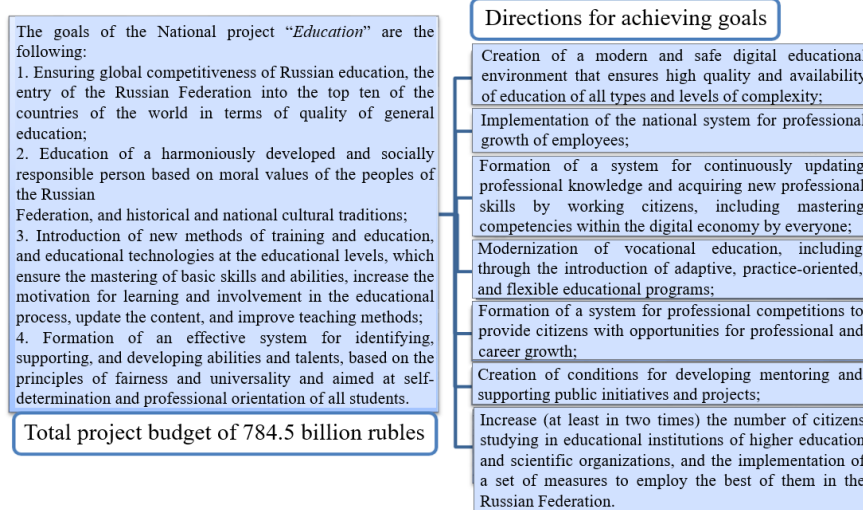 The goals of the National project “Education” are the
following:
1. Ensuring global competitiveness of Russian education, the
entry of the Russian Federation into the top ten of the
countries of the world in terms of quality of general
education;
2. Education of a harmoniously developed and socially
responsible person based on moral values of the peoples of
the Russian
Federation, and historical and national cultural traditions;
3. Introduction of new methods of training and education,
and educational technologies at the educational levels, which
ensure the mastering of basic skills and abilities, increase the
motivation for learning and involvement in the educational
process, update the content, and improve teaching methods;
4. Formation of an effective system for identifying,
supporting, and developing abilities and talents, based on the
principles of fairness and universality and aimed at self-
determination and professional orientation of all students.
Total project budget of 784.5 billion rubles
Directions for achieving goals
Creation of a modern and safe digital educational
environment that ensures high quality and availability
of education of all types and levels of complexity;
Implementation of the national system for professional
growth of employees;
Formation of a system for continuously updating
professional knowledge and acquiring new professional
skills by working citizens, including mastering
competencies within the digital economy by everyone;
Modernization of vocational education, including
through the introduction of adaptive, practice-oriented,
and flexible educational programs;
Formation of a system for professional competitions to
provide citizens with opportunities for professional and
career growth;
Creation of conditions for developing mentoring and
supporting public initiatives and projects;
Increase (at least in two times) the number of citizens
studying in educational institutions of higher education
and scientific organizations, and the implementation of
a set of measures to employ the best of them in the
Russian Federation.